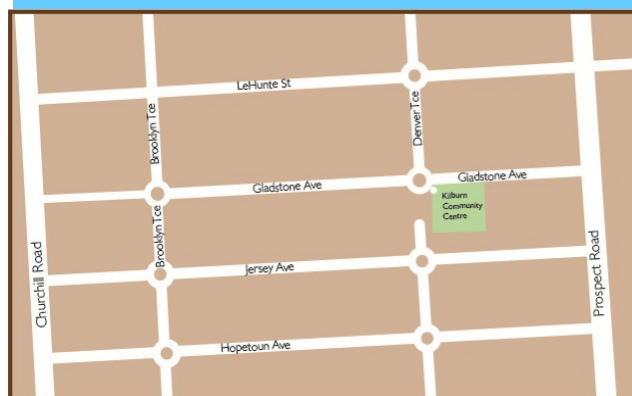 LeHunte St
Brooklyn Tce
Denver Tce
Gladstone Ave
Gladstone Ave
Kilburn
Community
Centre
Brooklyn Tce
Churchill Road
Jersey Ave
Prospect Road
Hopetoun Ave